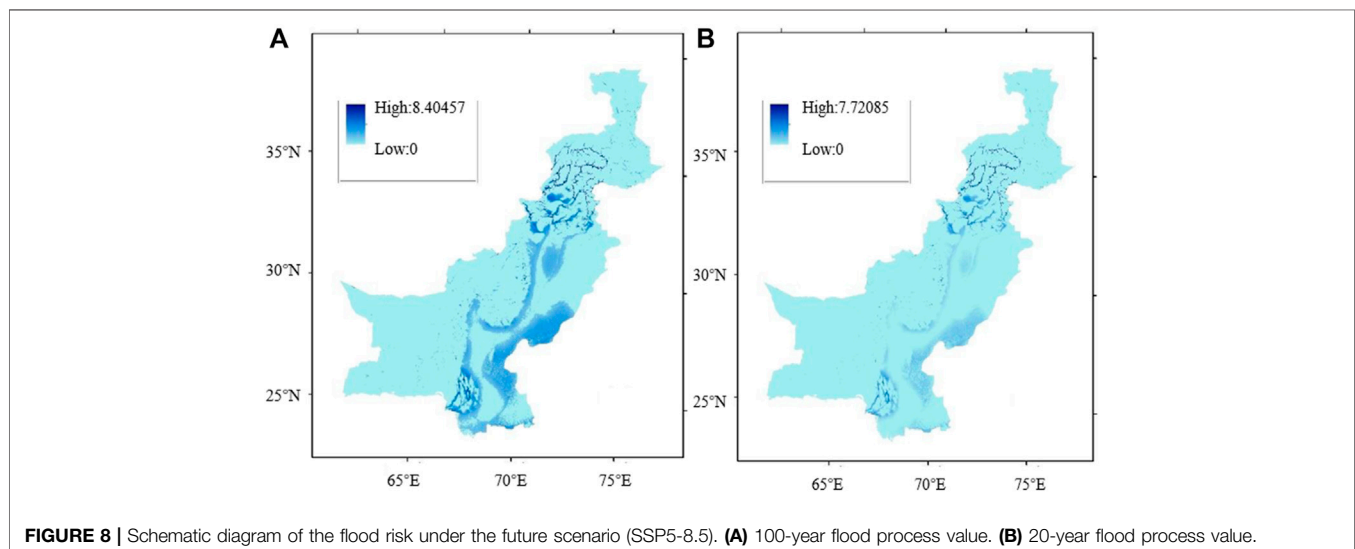 A
High:8.40457
Low:0
35°N
30°N
25°N
65°E
70°E
75°E
B
High:7.72085
Low:0
35°N
30°N
25°N
65°E
70°E
75°E
FIGURE 8 | Schematic diagram of the flood risk under the future scenario (SSP5-8.5). (A) 100-year flood process value. (B) 20-year flood process value.